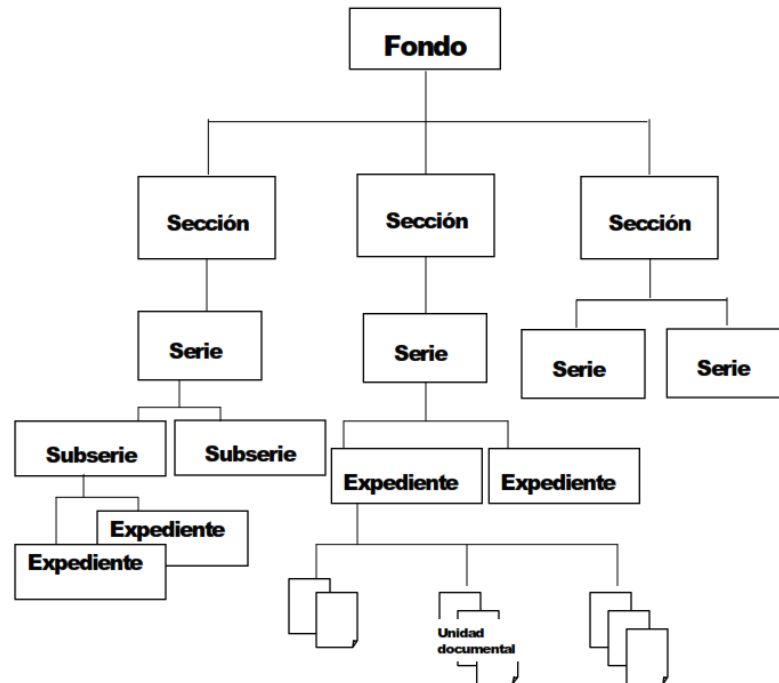 Fondo
Sección
Sección
Sección
Serie
Serie
Serie
Serie
Subserie
Subserie
Expediente
Expediente
Expediente
Expediente
Unidad
documental